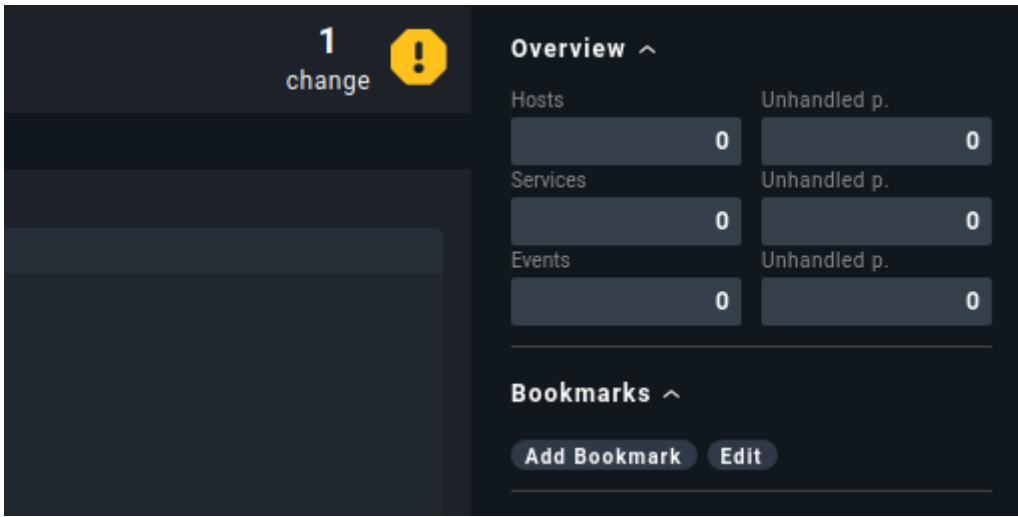 1
change
Overview
Hosts Unhandled p.
0 0
Services Unhandled p.
0 0
Events Unhandled p.
0 0
Bookmarks
Add Bookmark Edit